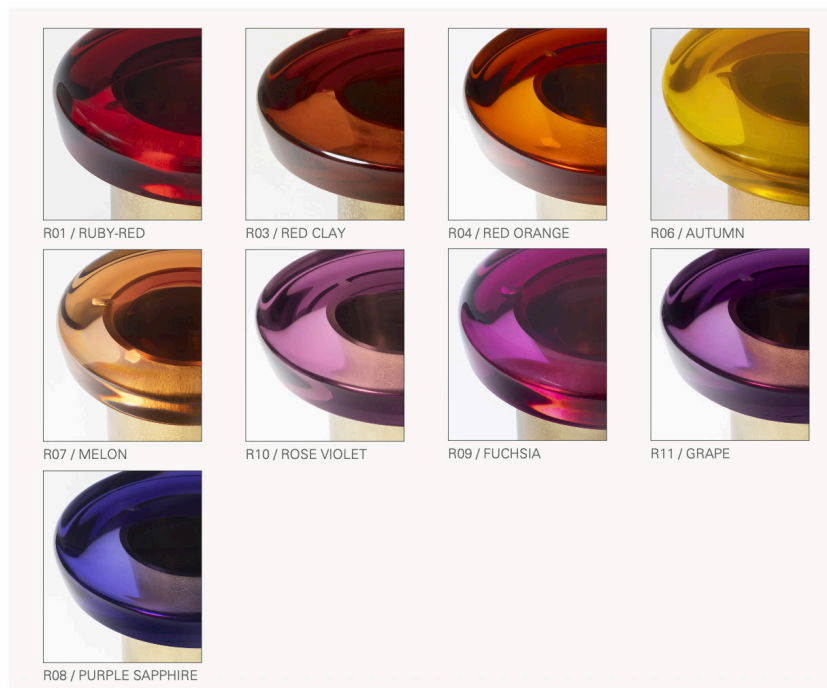 R01 / RUBY-RED
R03 / RED CLAY
R04 / RED ORANGE
R06 / AUTUMN
R07 / MELON
R10 / ROSE VIOLET
R09 / FUCHSIA
R11 / GRAPE
R08 / PURPLE SAPPHIRE